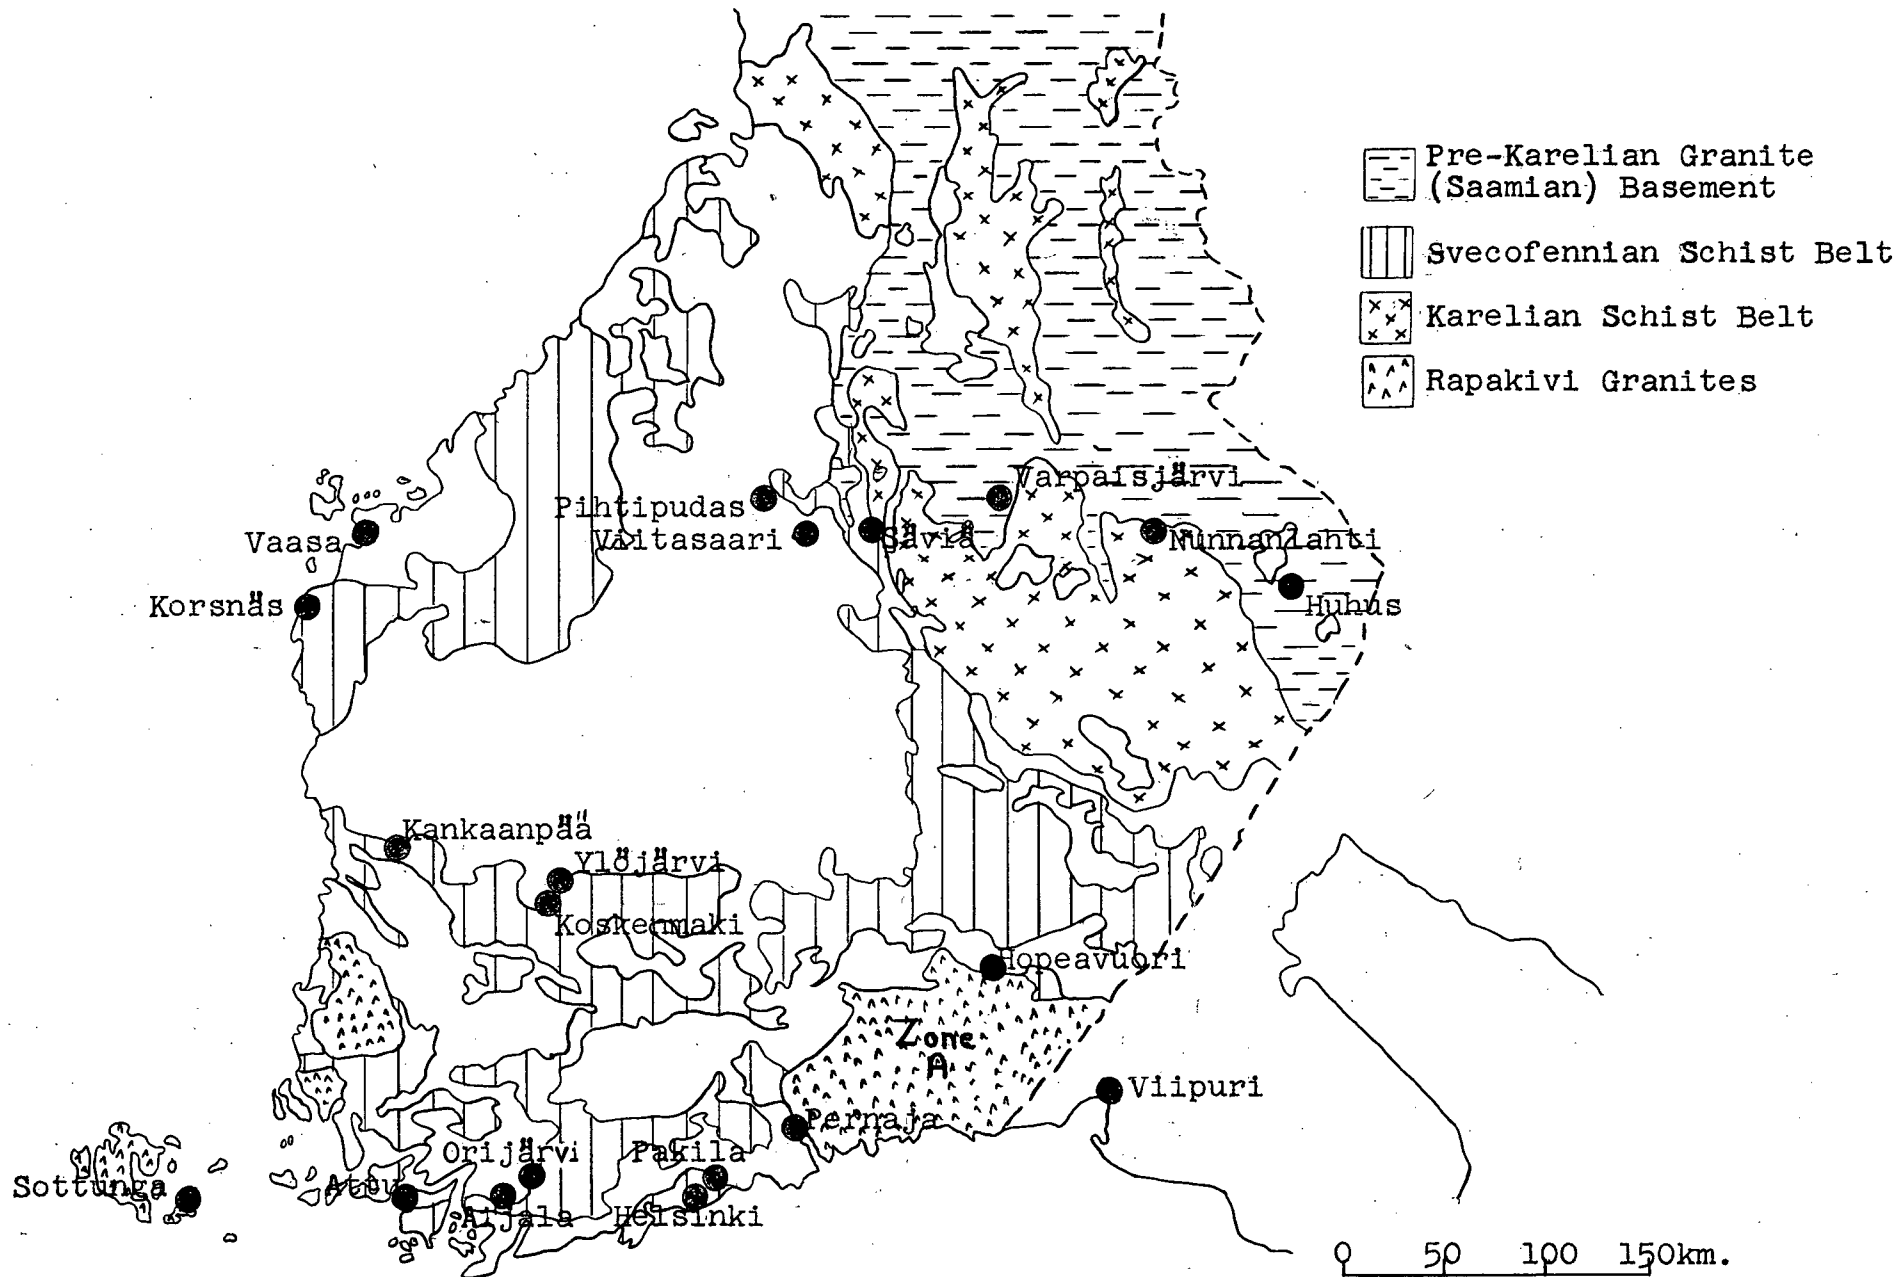 Pre-Karelian Granite
(Saamian) Basement
Svecofennian Schist Belt
Karelian Schist Belt
Rapakivi Granites
Varpaisjärvi
Pihtipudas
Viitasaari
Säviä
Nunnanlahti
Vaasa
Korsnäs
Huhus
Kankaanpää
Ylöjärvi
Koskenmaki
Hopeavuori
Zone
A
Viipuri
Pernaja
Orijärvi
Pakila
Sottunga
Attu
Aijala
Helsinki
0 50 100 150km.